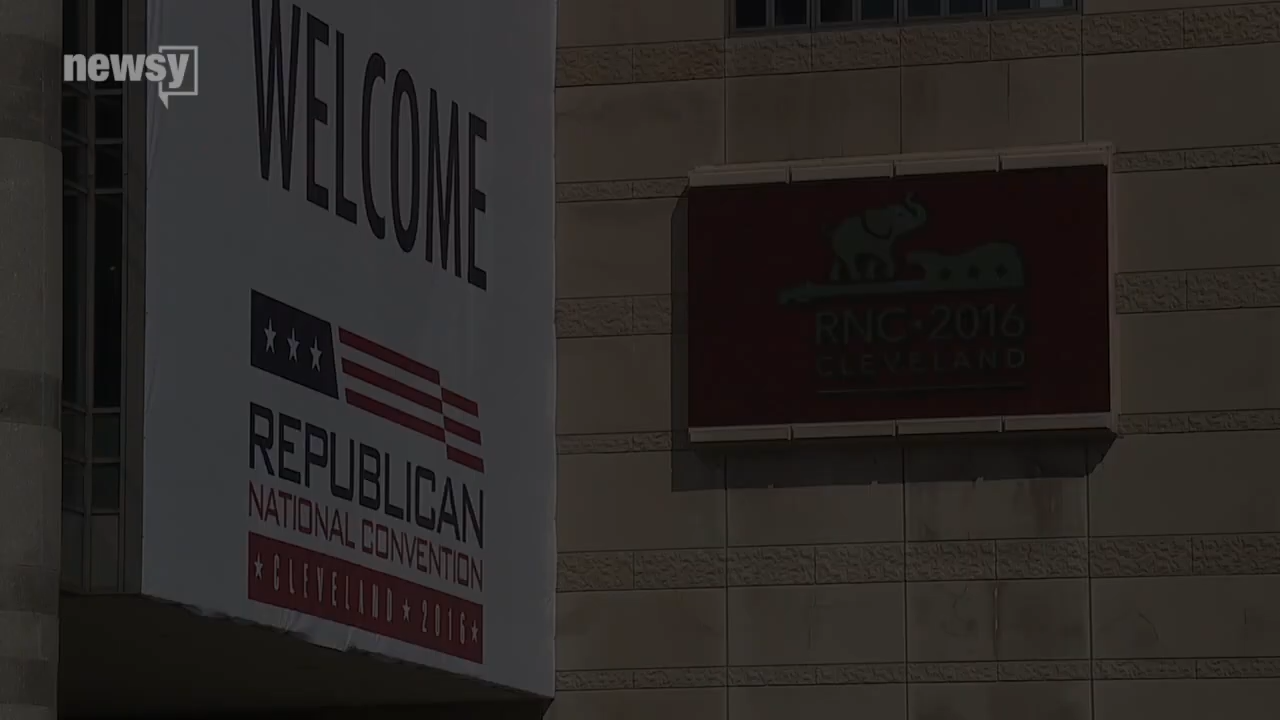 newsy
WELCOME
REPUBLICAN
NATIONAL CONVENTION
★ CLEVELAND ★ 2016 ★
RNC • 2016
CLEVELAND